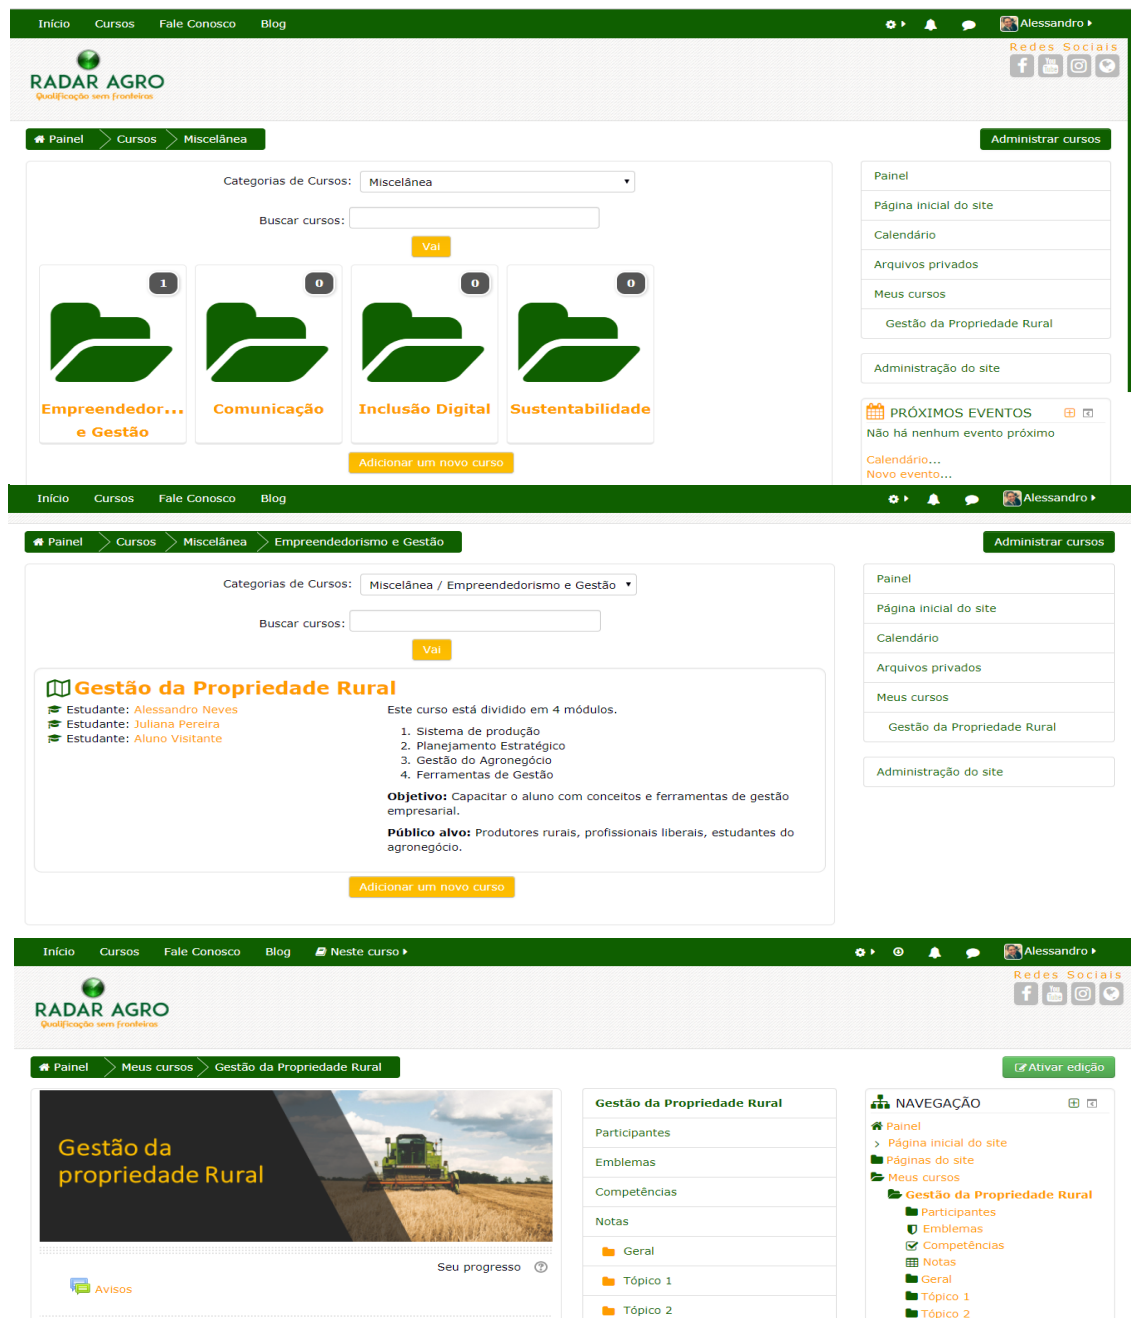 Início Cursos Fale Conosco Blog Alessandro
Redes Sociais
RADAR AGRO
Qualificação sem fronteiras
Painel Cursos Miscelânea Administrar cursos
Categorias de Cursos: Miscelânea
Buscar cursos:
Vai
1 0 0 0
Empreendedor... Comunicação Inclusão Digital Sustentabilidade
e Gestão
Adicionar um novo curso
Painel
Página inicial do site
Calendário
Arquivos privados
Meus cursos
Gestão da Propriedade Rural
Administração do site
PRÓXIMOS EVENTOS
Não há nenhum evento próximo
Calendário...
Novo evento...
Início Cursos Fale Conosco Blog Alessandro
Painel Cursos Miscelânea Empreendedorismo e Gestão Administrar cursos
Categorias de Cursos: Miscelânea / Empreendedorismo e Gestão
Buscar cursos:
Vai
Gestão da Propriedade Rural
Estudante: Alessandro Neves
Estudante: Juliana Pereira
Estudante: Aluno Visitante
Este curso está dividido em 4 módulos.
1. Sistema de produção
2. Planejamento Estratégico
3. Gestão do Agronegócio
4. Ferramentas de Gestão
Objetivo: Capacitar o aluno com conceitos e ferramentas de gestão
empresarial.
Público alvo: Produtores rurais, profissionais liberais, estudantes do
agronegócio.
Adicionar um novo curso
Painel
Página inicial do site
Calendário
Arquivos privados
Meus cursos
Gestão da Propriedade Rural
Administração do site
Início Cursos Fale Conosco Blog Neste curso Alessandro
Redes Sociais
RADAR AGRO
Qualificação sem fronteiras
Painel Meus cursos Gestão da Propriedade Rural Ativar edição
Gestão da
propriedade Rural
Seu progresso
Avisos
Gestão da Propriedade Rural
Participantes
Emblemas
Competências
Notas
Geral
Tópico 1
Tópico 2
NAVEGAÇÃO
Painel
Página inicial do site
Páginas do site
Meus cursos
Gestão da Propriedade Rural
Participantes
Emblemas
Competências
Notas
Geral
Tópico 1
Tópico 2